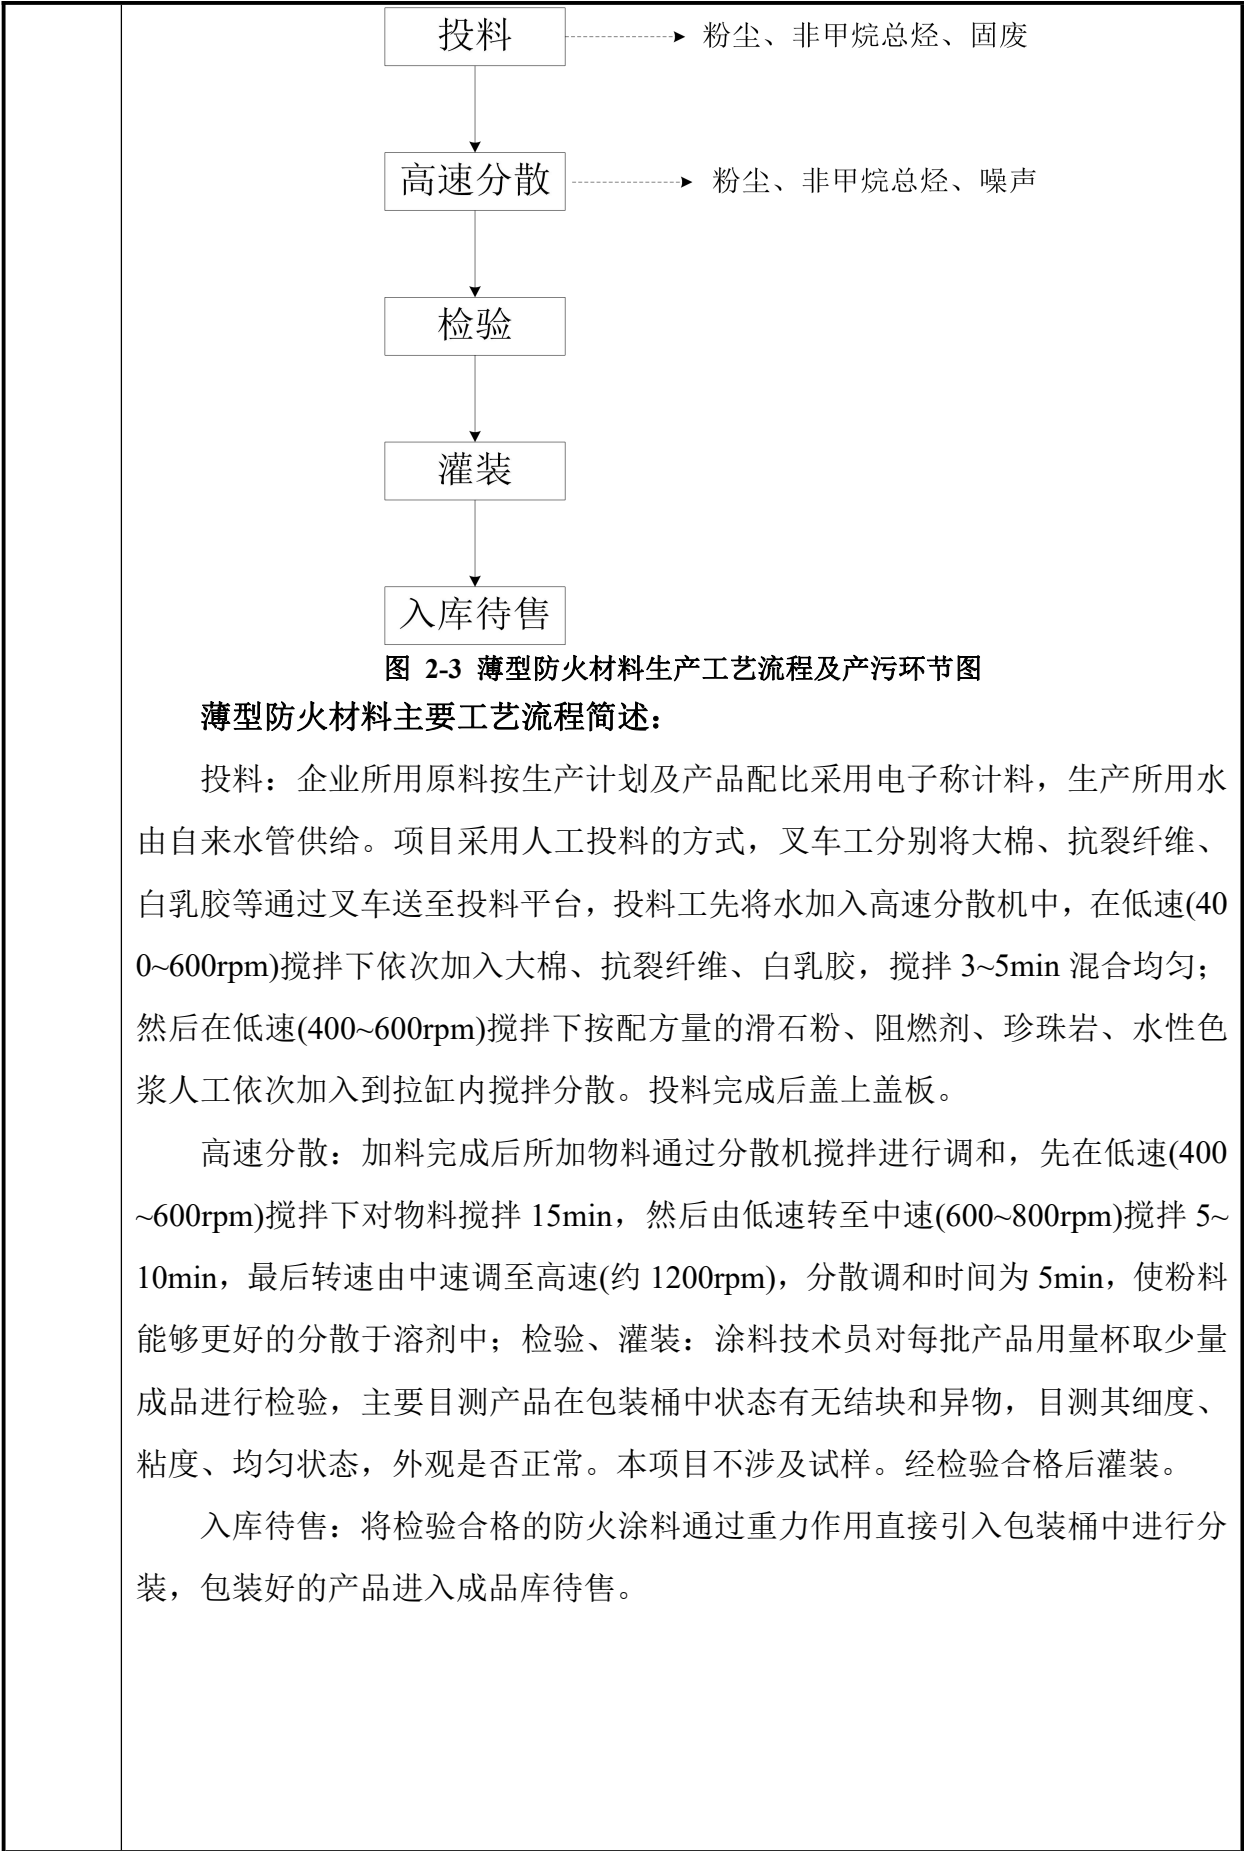 投料
粉尘、非甲烷总烃、固废
高速分散
粉尘、非甲烷总烃、噪声
检验
灌装
入库待售
图 2-3 薄型防火材料生产工艺流程及产污环节图
薄型防火材料主要工艺流程简述：
投料：企业所用原料按生产计划及产品配比采用电子称计料，生产所用水
由自来水管供给。项目采用人工投料的方式，叉车工分别将大棉、抗裂纤维、
白乳胶等通过叉车送至投料平台，投料工先将水加入高速分散机中，在低速(40
0~600rpm)搅拌下依次加入大棉、抗裂纤维、白乳胶，搅拌 3~5min 混合均匀；
然后在低速(400~600rpm)搅拌下按配方量的滑石粉、阻燃剂、珍珠岩、水性色
浆人工依次加入到拉缸内搅拌分散。投料完成后盖上盖板。
高速分散：加料完成后所加物料通过分散机搅拌进行调和，先在低速(400
~600rpm)搅拌下对物料搅拌 15min，然后由低速转至中速(600~800rpm)搅拌 5~
10min，最后转速由中速调至高速(约 1200rpm)，分散调和时间为 5min，使粉料
能够更好的分散于溶剂中；检验、灌装：涂料技术员对每批产品用量杯取少量
成品进行检验，主要目测产品在包装桶中状态有无结块和异物，目测其细度、
粘度、均匀状态，外观是否正常。本项目不涉及试样。经检验合格后灌装。
入库待售：将检验合格的防火涂料通过重力作用直接引入包装桶中进行分
装，包装好的产品进入成品库待售。